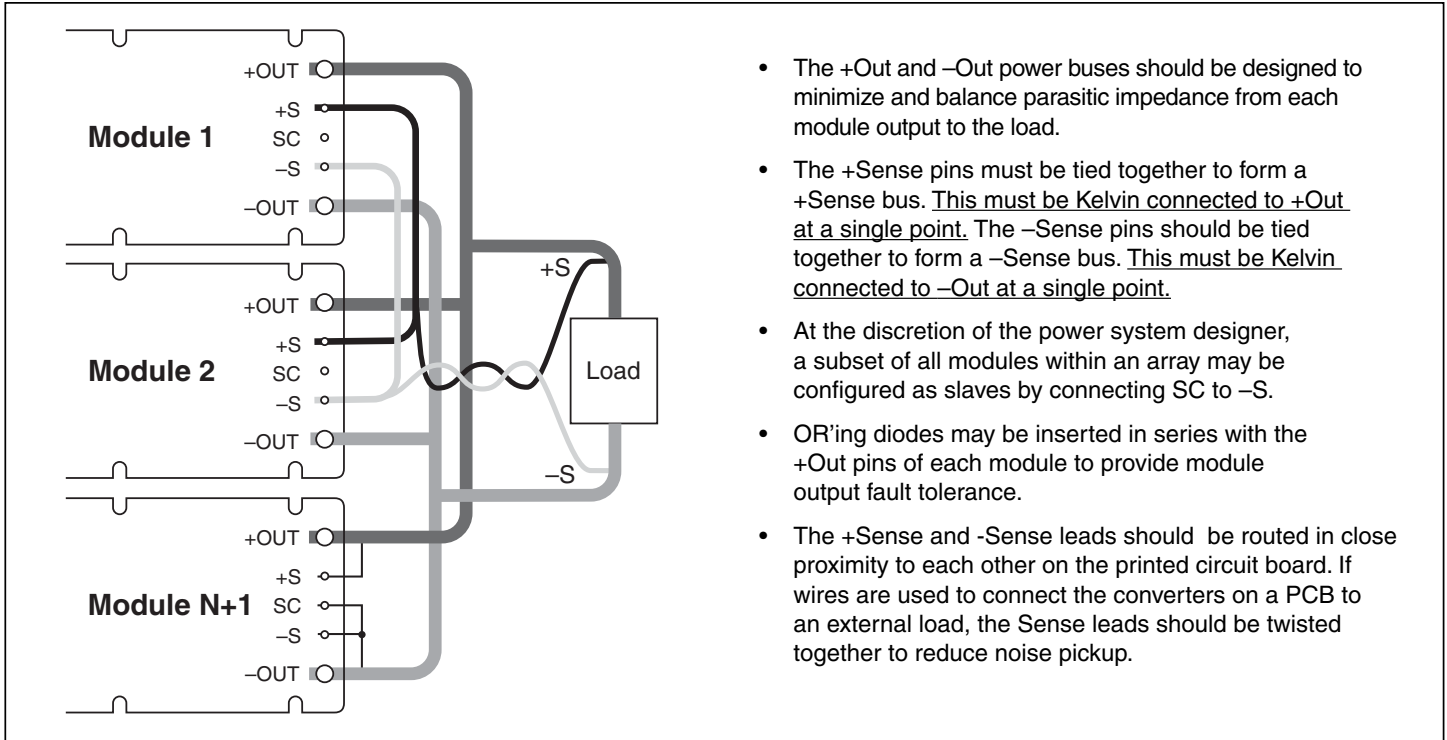 +OUT
+S
Module 1
SC
–S
–OUT
+OUT
+S
Module 2
SC
–S
–OUT
+OUT
+S
Module N+1
SC
–S
–OUT
+S
Load
–S
• The +Out and –Out power buses should be designed to
minimize and balance parasitic impedance from each
module output to the load.
• The +Sense pins must be tied together to form a
+Sense bus. This must be Kelvin connected to +Out
at a single point. The –Sense pins should be tied
together to form a –Sense bus. This must be Kelvin
connected to –Out at a single point.
• At the discretion of the power system designer,
a subset of all modules within an array may be
configured as slaves by connecting SC to –S.
• OR'ing diodes may be inserted in series with the
+Out pins of each module to provide module
output fault tolerance.
• The +Sense and -Sense leads should be routed in close
proximity to each other on the printed circuit board. If
wires are used to connect the converters on a PCB to
an external load, the Sense leads should be twisted
together to reduce noise pickup.